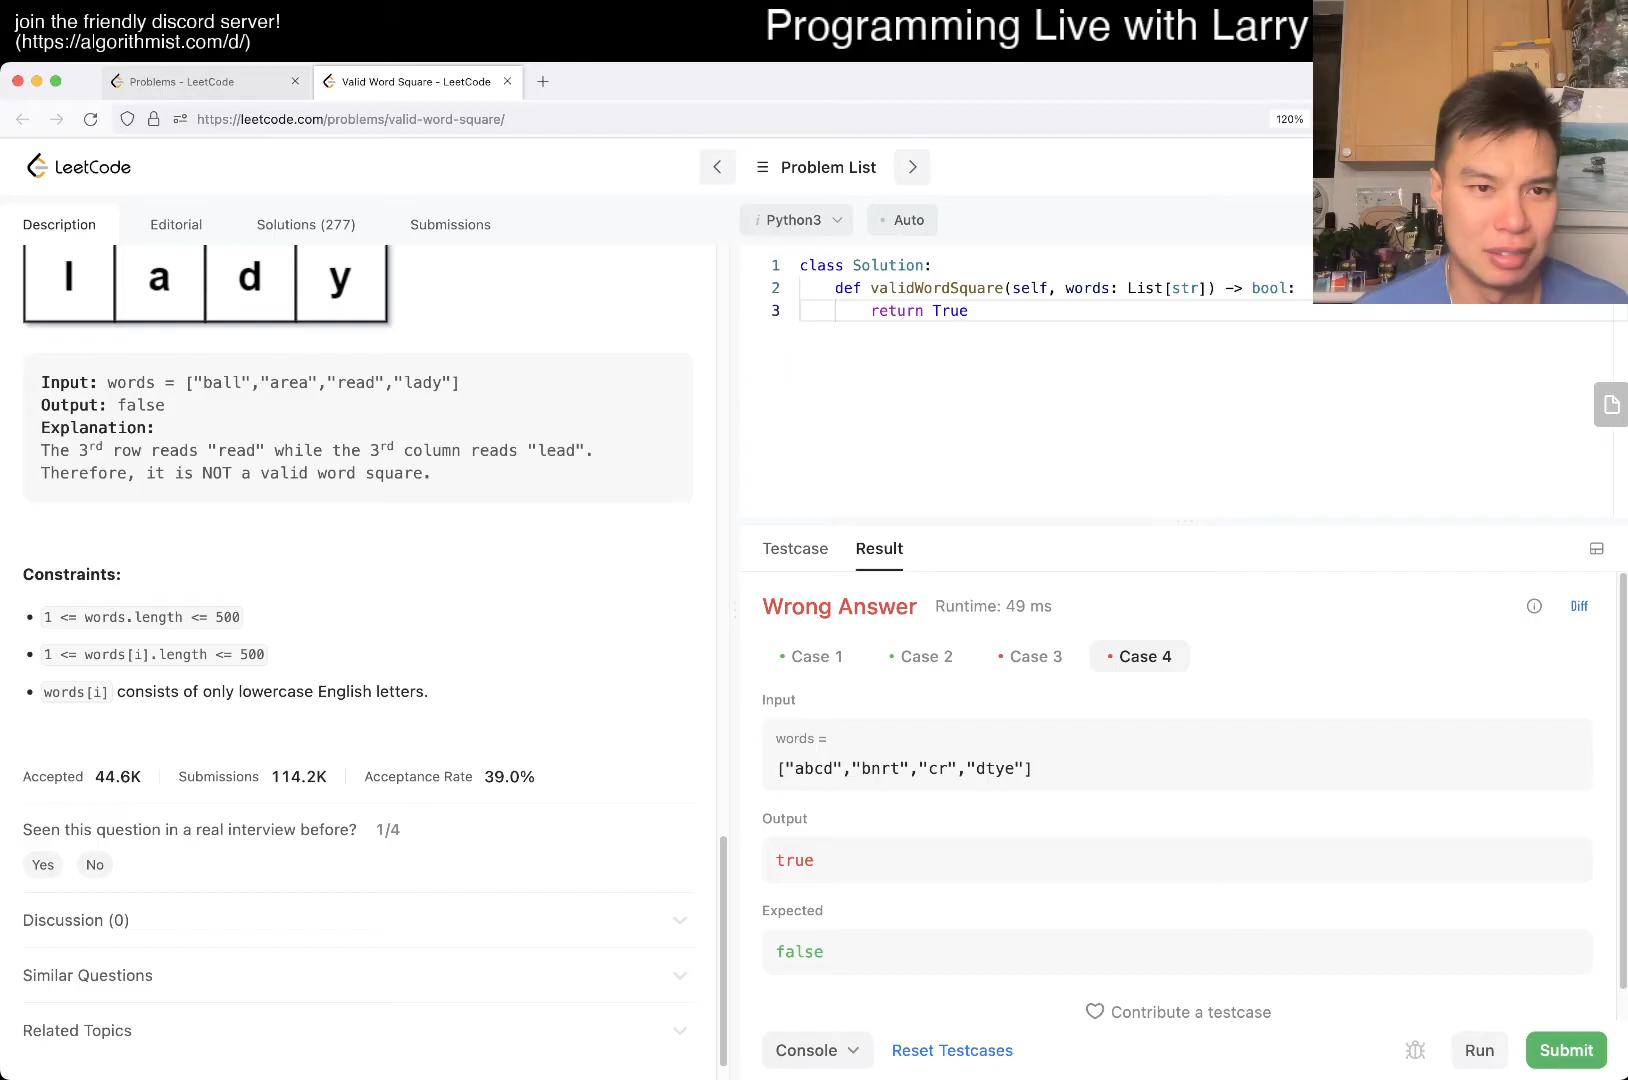 join the friendly discord server!
(https://algorithmist.com/d/)
Programming Live with Larry
Problems - LeetCode
Valid Word Square - LeetCode
https://leetcode.com/problems/valid-word-square/
120%
LeetCode
Problem List
Description
Editorial
Solutions (277)
Submissions
l a d y
Input: words = ["ball","area","read","lady"]
Output: false
Explanation:
The 3rd row reads "read" while the 3rd column reads "lead".
Therefore, it is NOT a valid word square.
Constraints:
• 1 <= words.length <= 500
• 1 <= words[i].length <= 500
• words[i] consists of only lowercase English letters.
Accepted 44.6K
Submissions 114.2K
Acceptance Rate 39.0%
Seen this question in a real interview before? 1/4
Yes
No
Discussion (0)
Similar Questions
Related Topics
i Python3
• Auto
1 class Solution:
2 def validWordSquare(self, words: List[str]) -> bool:
3 return True
Testcase
Result
Wrong Answer
Runtime: 49 ms
Diff
• Case 1
• Case 2
• Case 3
• Case 4
Input
words =
["abcd","bnrt","cr","dtye"]
Output
true
Expected
false
Contribute a testcase
Console
Reset Testcases
Run
Submit